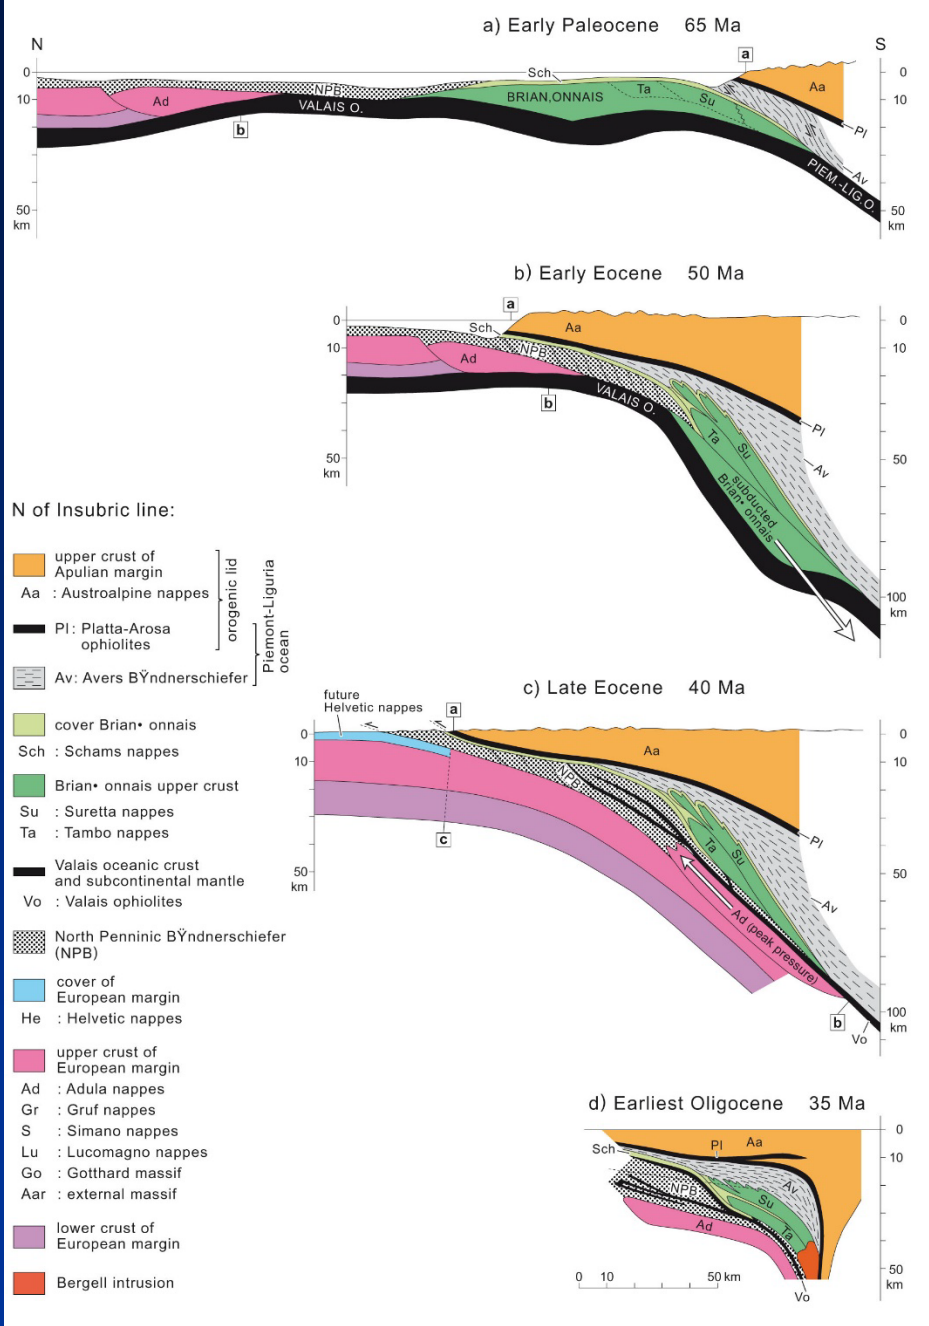 a) Early Paleocene 65 Ma
N
S
a
0
0
Sch
Aa
NPB
Ta
10
Ad
VALAIS O.
BRIAN,ONNAIS
Su
10
b
Pl
Av
PIEM.-LIG.O.
50
km
50
km
b) Early Eocene 50 Ma
a
0
Sch
Aa
0
10
NPB
10
Ad
VALAIS O.
b
Pl
Ta
Su
50
km
Av
50
subducted
Brian• onnais
100
km
N of Insubric line:
upper crust of
Apulian margin
Aa : Austroalpine nappes
orogenic lid
Pl : Platta-Arosa
ophiolites
Piemont-Liguria
ocean
Av: Avers BŸndnerschiefer
cover Brian• onnais
Sch : Schams nappes
Brian• onnais upper crust
Su : Suretta nappes
Ta : Tambo nappes
Valais oceanic crust
and subcontinental mantle
Vo : Valais ophiolites
North Penninic BŸndnerschiefer
(NPB)
cover of
European margin
He : Helvetic nappes
upper crust of
European margin
Ad : Adula nappes
Gr : Gruf nappes
S : Simano nappes
Lu : Lucomagno nappes
Go : Gotthard massif
Aar : external massif
lower crust of
European margin
Bergell intrusion
c) Late Eocene 40 Ma
future
Helvetic nappes
a
0
Aa
0
10
NPB
10
c
Pl
Ta
Su
50
km
50
Av
Ad (peak pressure)
b
100
km
Vo
d) Earliest Oligocene 35 Ma
0
Sch
Pl
Aa
10
NPB
Av
Su
Ad
Ta
0 10 50 km
50
km
Vo